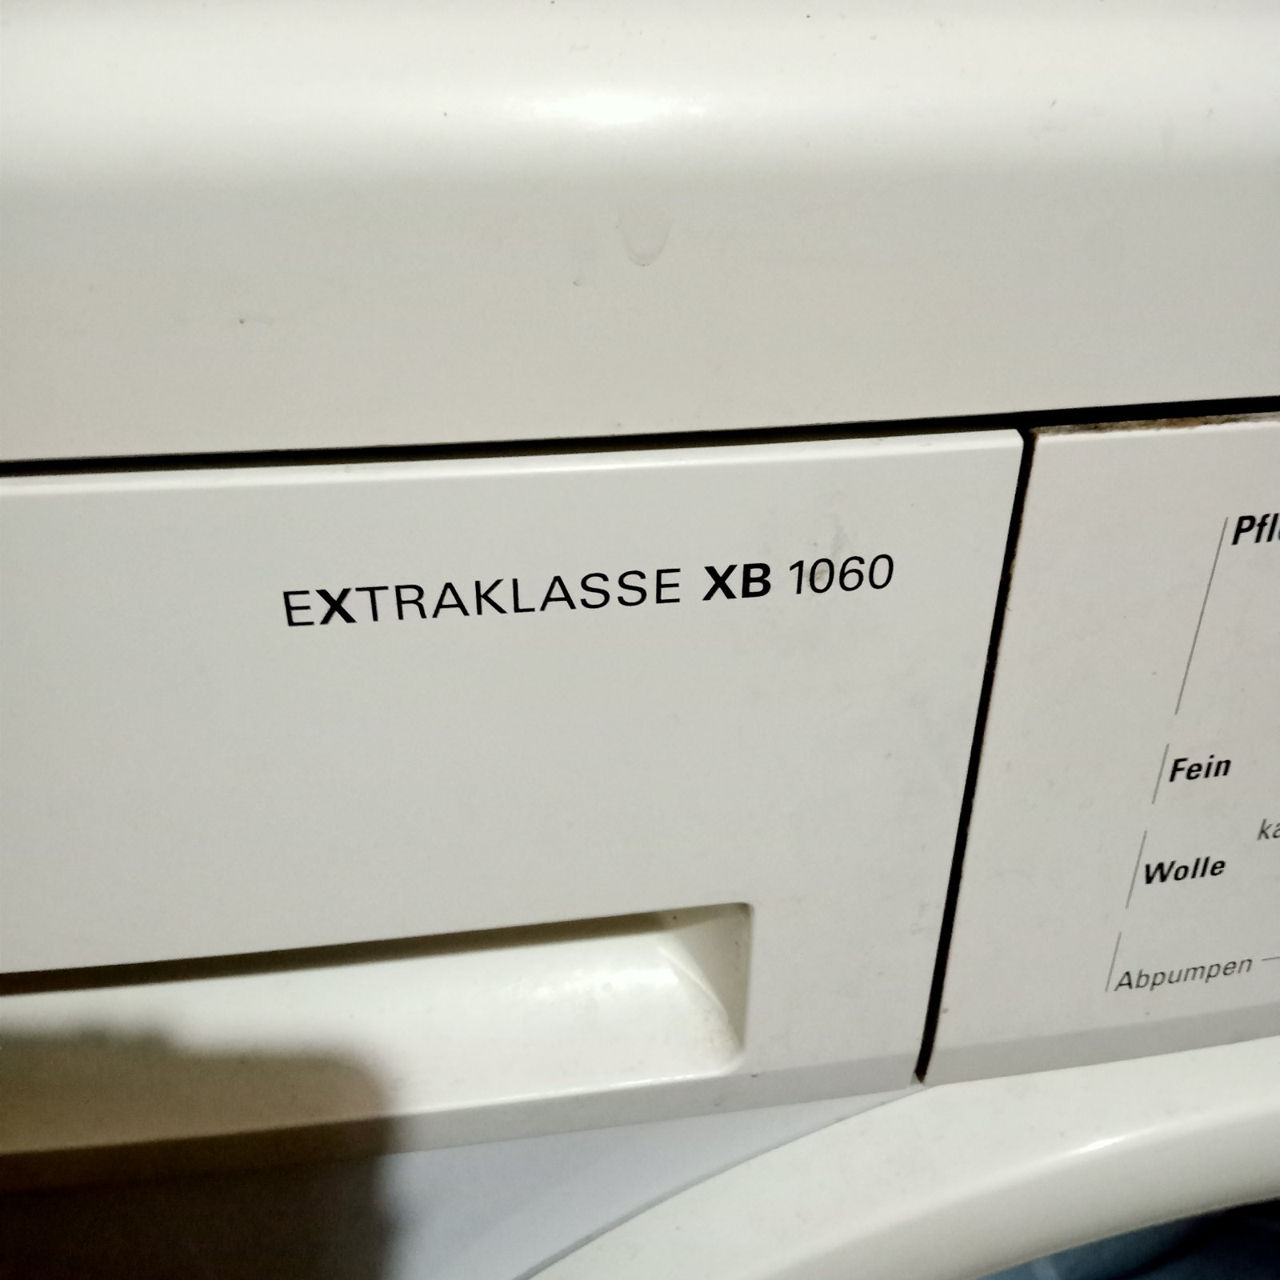 EXTRAKLASSE XB 1060
Fein
Wolle
Abpumpen